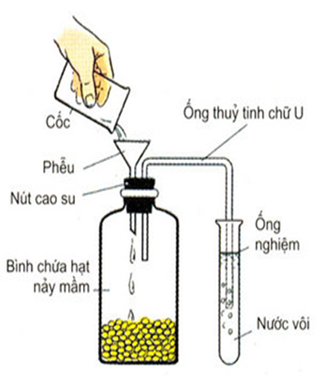 Cốc
Ống thuỷ tinh chữ U
Phễu
Nút cao su
Ống
nghiệm
Bình chứa hạt
nảy mầm
Nước vôi